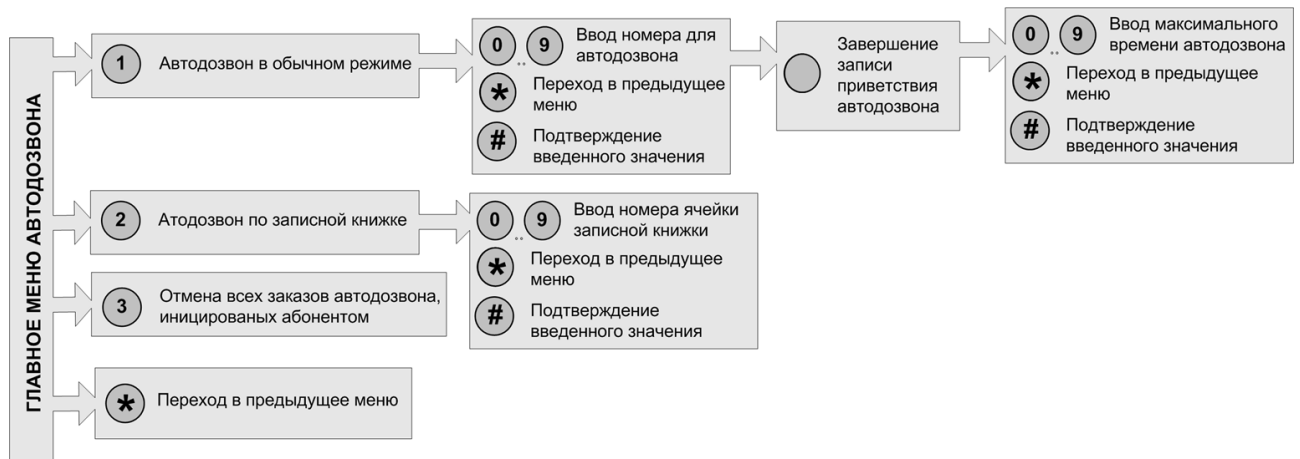 ГЛАВНОЕ МЕНЮ АВТОДОЗВОНА
1
Автодозвон в обычном режиме
0 .. 9
Ввод номера для
автодозвона
*
Переход в предыдущее
меню
#
Подтверждение
введенного значения
Завершение
записи
приветствия
автодозвона
0 .. 9
Ввод максимального
времени автодозвона
*
Переход в предыдущее
меню
#
Подтверждение
введенного значения
2
Атодозвон по записной книжке
0 .. 9
Ввод номера ячейки
записной книжки
*
Переход в предыдущее
меню
#
Подтверждение
введенного значения
3
Отмена всех заказов автодозвона,
иницированых абонентом
*
Переход в предыдущее меню